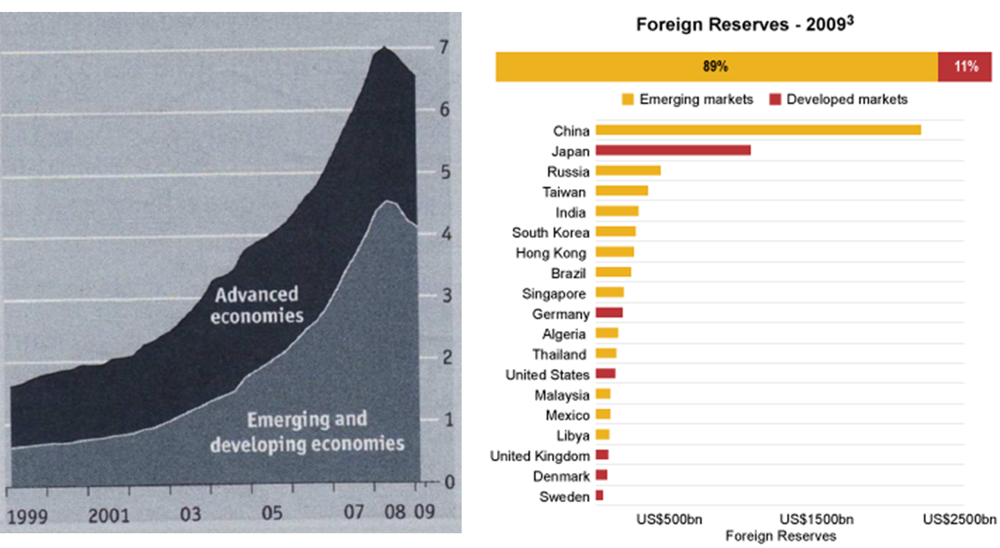 7
6
5
4
3
2
1
0
Advanced
economies
Emerging and
developing economies
1999 2001 03 05 07 08 09
Foreign Reserves - 2009³
89% 11%
Emerging markets Developed markets
China
Japan
Russia
Taiwan
India
South Korea
Hong Kong
Brazil
Singapore
Germany
Algeria
Thailand
United States
Malaysia
Mexico
Libya
United Kingdom
Denmark
Sweden
US$500bn US$1500bn US$2500bn
Foreign Reserves